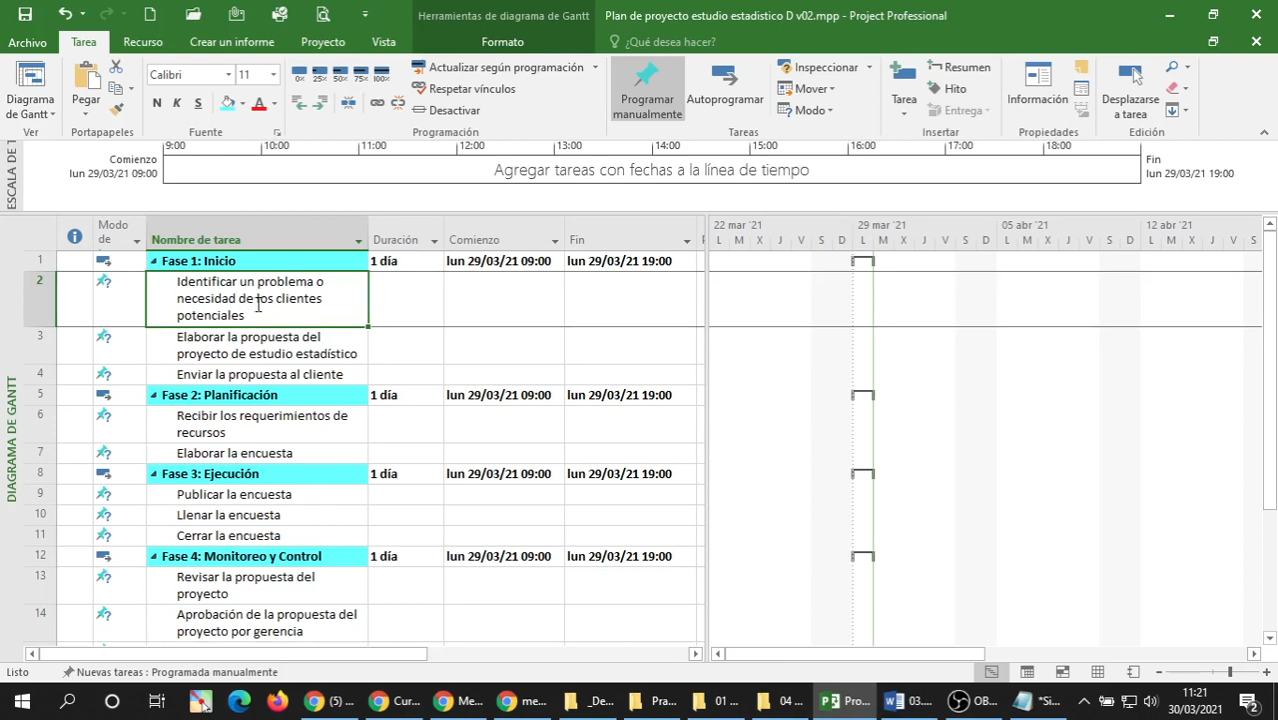 Herramientas de diagrama de Gantt
Plan de proyecto estudio estadistico D v02.mpp - Project Professional
Archivo
Tarea
Recurso
Crear un informe
Proyecto
Vista
Formato
¿Qué desea hacer?
Diagrama de Gantt
Pegar
Calibri
11
N K S
0% 25% 50% 75% 100%
Actualizar según programación
Respetar vínculos
Desactivar
Programar manualmente
Autoprogramar
Inspeccionar
Mover
Modo
Tarea
Resumen
Hito
Entrega
Información
Desplazarse a tarea
Ver
Portapapeles
Fuente
Programación
Tareas
Insertar
Propiedades
Edición
ESCALA DE T
9:00 10:00 11:00 12:00 13:00 14:00 15:00 16:00 17:00 18:00
Comienzo
lun 29/03/21 09:00
Agregar tareas con fechas a la línea de tiempo
Fin
lun 29/03/21 19:00
DIAGRAMA DE GANTT
Modo de
Nombre de tarea
Duración
Comienzo
Fin
22 mar '21 29 mar '21 05 abr '21 12 abr '21
L M X J V S D L M X J V S D L M X J V S D L M X J V S
1 Fase 1: Inicio 1 día lun 29/03/21 09:00 lun 29/03/21 19:00
2 Identificar un problema o
necesidad de los clientes
potenciales
3 Elaborar la propuesta del
proyecto de estudio estadístico
4 Enviar la propuesta al cliente
5 Fase 2: Planificación 1 día lun 29/03/21 09:00 lun 29/03/21 19:00
6 Recibir los requerimientos de
recursos
7 Elaborar la encuesta
8 Fase 3: Ejecución 1 día lun 29/03/21 09:00 lun 29/03/21 19:00
9 Publicar la encuesta
10 Llenar la encuesta
11 Cerrar la encuesta
12 Fase 4: Monitoreo y Control 1 día lun 29/03/21 09:00 lun 29/03/21 19:00
13 Revisar la propuesta del
proyecto
14 Aprobación de la propuesta del
proyecto por gerencia
Listo
Nuevas tareas : Programada manualmente
(5) ...
Cur...
Me...
me...
_De...
Pra...
01 ...
04 ...
Pro...
03....
OB...
*Si...
11:21
30/03/2021
2